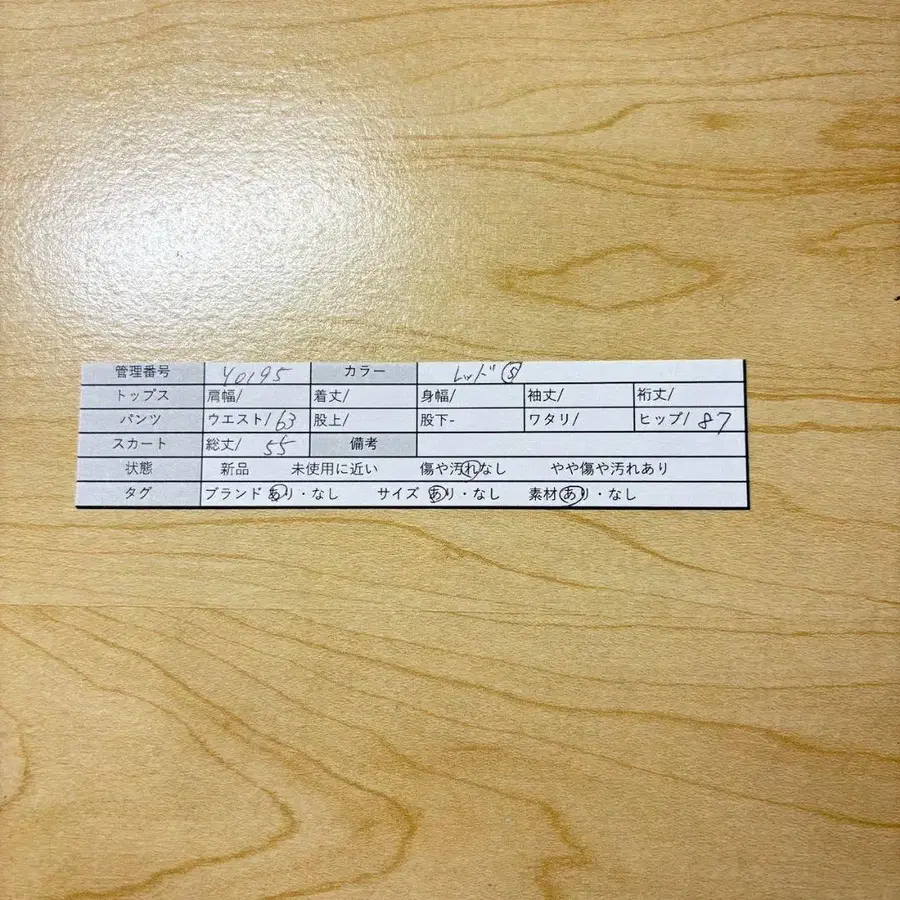 管理番号 Y0195 カラー レッド Ⓢ
トップス 肩幅/ 着丈/ 身幅/ 袖丈/ 裄丈/
パンツ ウエスト/63 股上/ 股下- ワタリ/ ヒップ/87
スカート 総丈/55 備考
状態 新品 未使用に近い 傷や汚れなし やや傷や汚れあり
タグ ブランド あり・なし サイズ あり・なし 素材 あり・なし